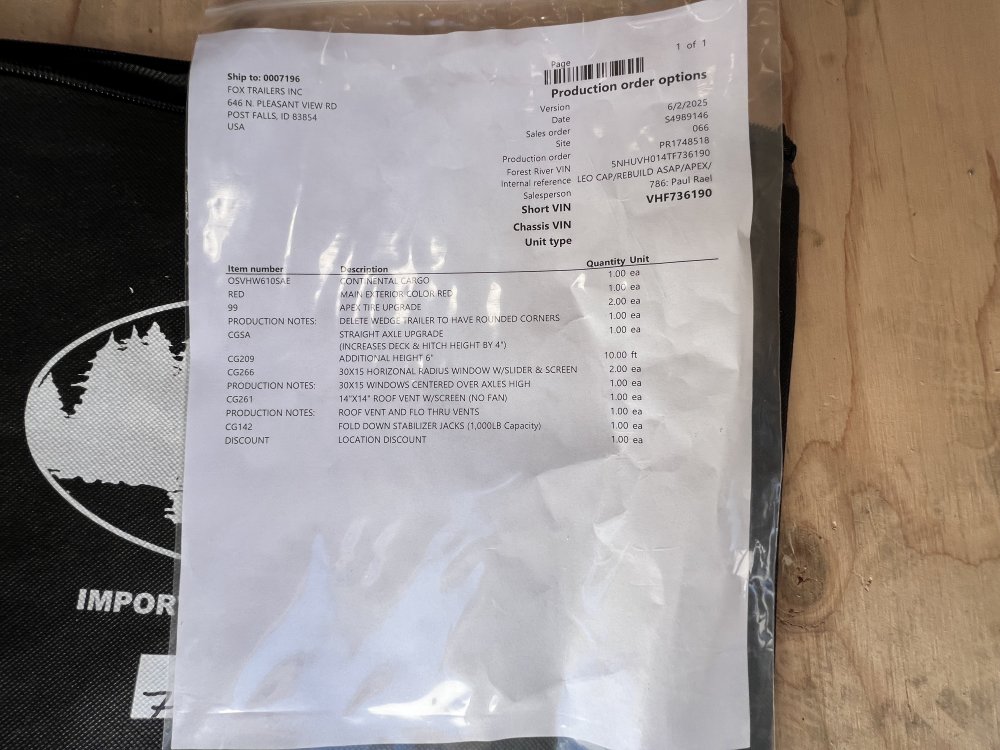 1 of 1
Page
Production order options
Ship to: 0007196
FOX TRAILERS INC
646 N. PLEASANT VIEW RD
POST FALLS, ID 83854
USA
Version
Date 6/2/2025
Sales order S4989146
Site 066
Production order PR1748518
Forest River VIN 5NHUVH014TF736190
Internal reference LEO CAP/REBUILD ASAP/APEX/
Salesperson 786: Paul Rael
Short VIN VHF736190
Chassis VIN
Unit type
Item number Description Quantity Unit
OSVHW610SAE CONTINENTAL CARGO 1.00 ea
RED MAIN EXTERIOR COLOR RED 1.00 ea
99 APEX TIRE UPGRADE 2.00 ea
PRODUCTION NOTES: DELETE WEDGE TRAILER TO HAVE ROUNDED CORNERS 1.00 ea
CGSA STRAIGHT AXLE UPGRADE 1.00 ea
(INCREASES DECK & HITCH HEIGHT BY 4")
CG209 ADDITIONAL HEIGHT 6" 10.00 ft
CG266 30X15 HORIZONAL RADIUS WINDOW W/SLIDER & SCREEN 2.00 ea
PRODUCTION NOTES: 30X15 WINDOWS CENTERED OVER AXLES HIGH 1.00 ea
CG261 14"X14" ROOF VENT W/SCREEN (NO FAN) 1.00 ea
PRODUCTION NOTES: ROOF VENT AND FLO THRU VENTS 1.00 ea
CG142 FOLD DOWN STABILIZER JACKS (1,000LB Capacity) 1.00 ea
DISCOUNT LOCATION DISCOUNT 1.00 ea
IMPOR
7